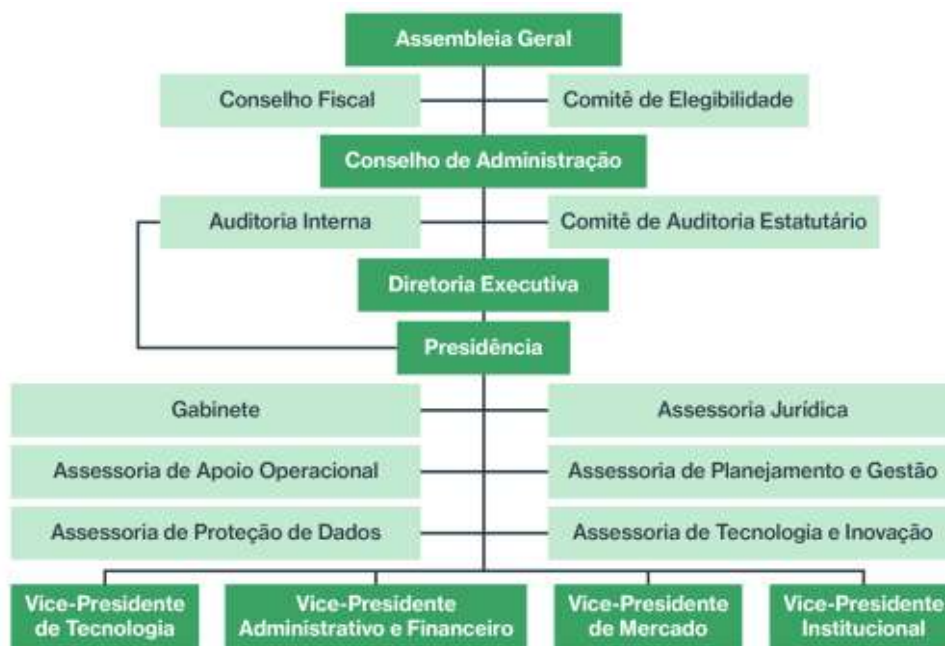 Assembleia Geral
Conselho Fiscal
Comitê de Elegibilidade
Conselho de Administração
Auditoria Interna
Comitê de Auditoria Estatutário
Diretoria Executiva
Presidência
Gabinete
Assessoria Jurídica
Assessoria de Apoio Operacional
Assessoria de Planejamento e Gestão
Assessoria de Proteção de Dados
Assessoria de Tecnologia e Inovação
Vice-Presidente
de Tecnologia
Vice-Presidente
Administrativo e Financeiro
Vice-Presidente
de Mercado
Vice-Presidente
Institucional